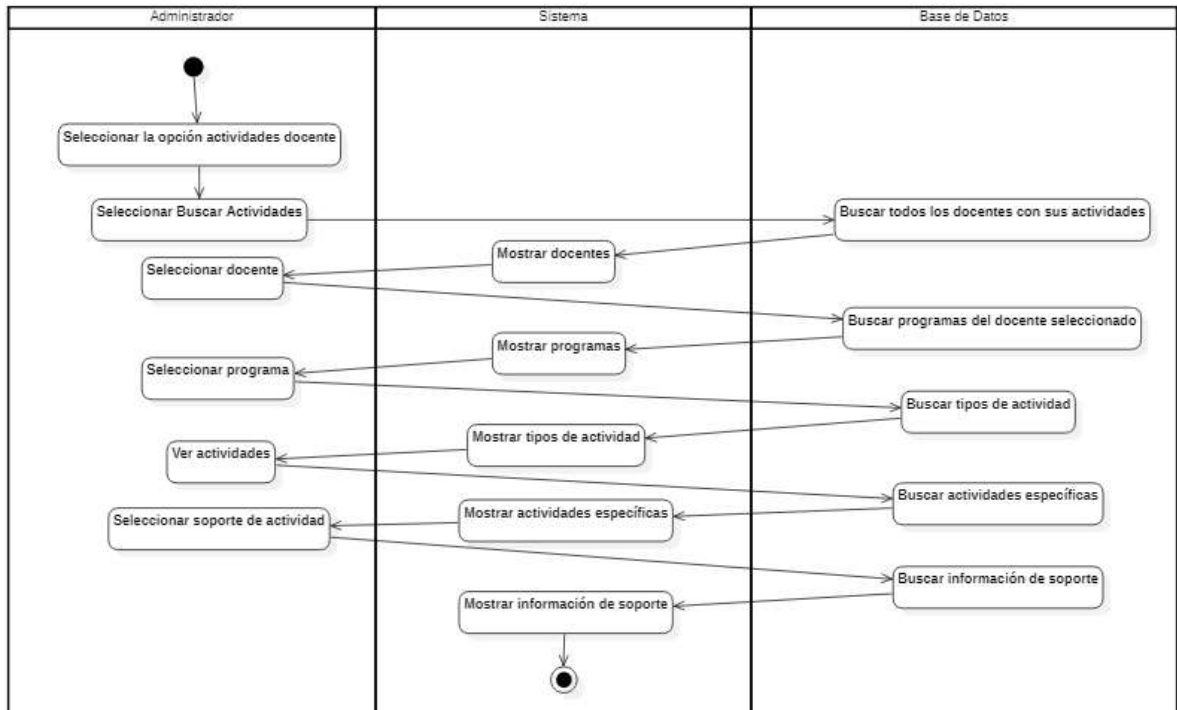 Administrador
Sistema
Base de Datos
Seleccionar la opción actividades docente
Seleccionar Buscar Actividades
Buscar todos los docentes con sus actividades
Mostrar docentes
Seleccionar docente
Buscar programas del docente seleccionado
Mostrar programas
Seleccionar programa
Buscar tipos de actividad
Mostrar tipos de actividad
Ver actividades
Buscar actividades específicas
Mostrar actividades específicas
Seleccionar soporte de actividad
Buscar información de soporte
Mostrar información de soporte